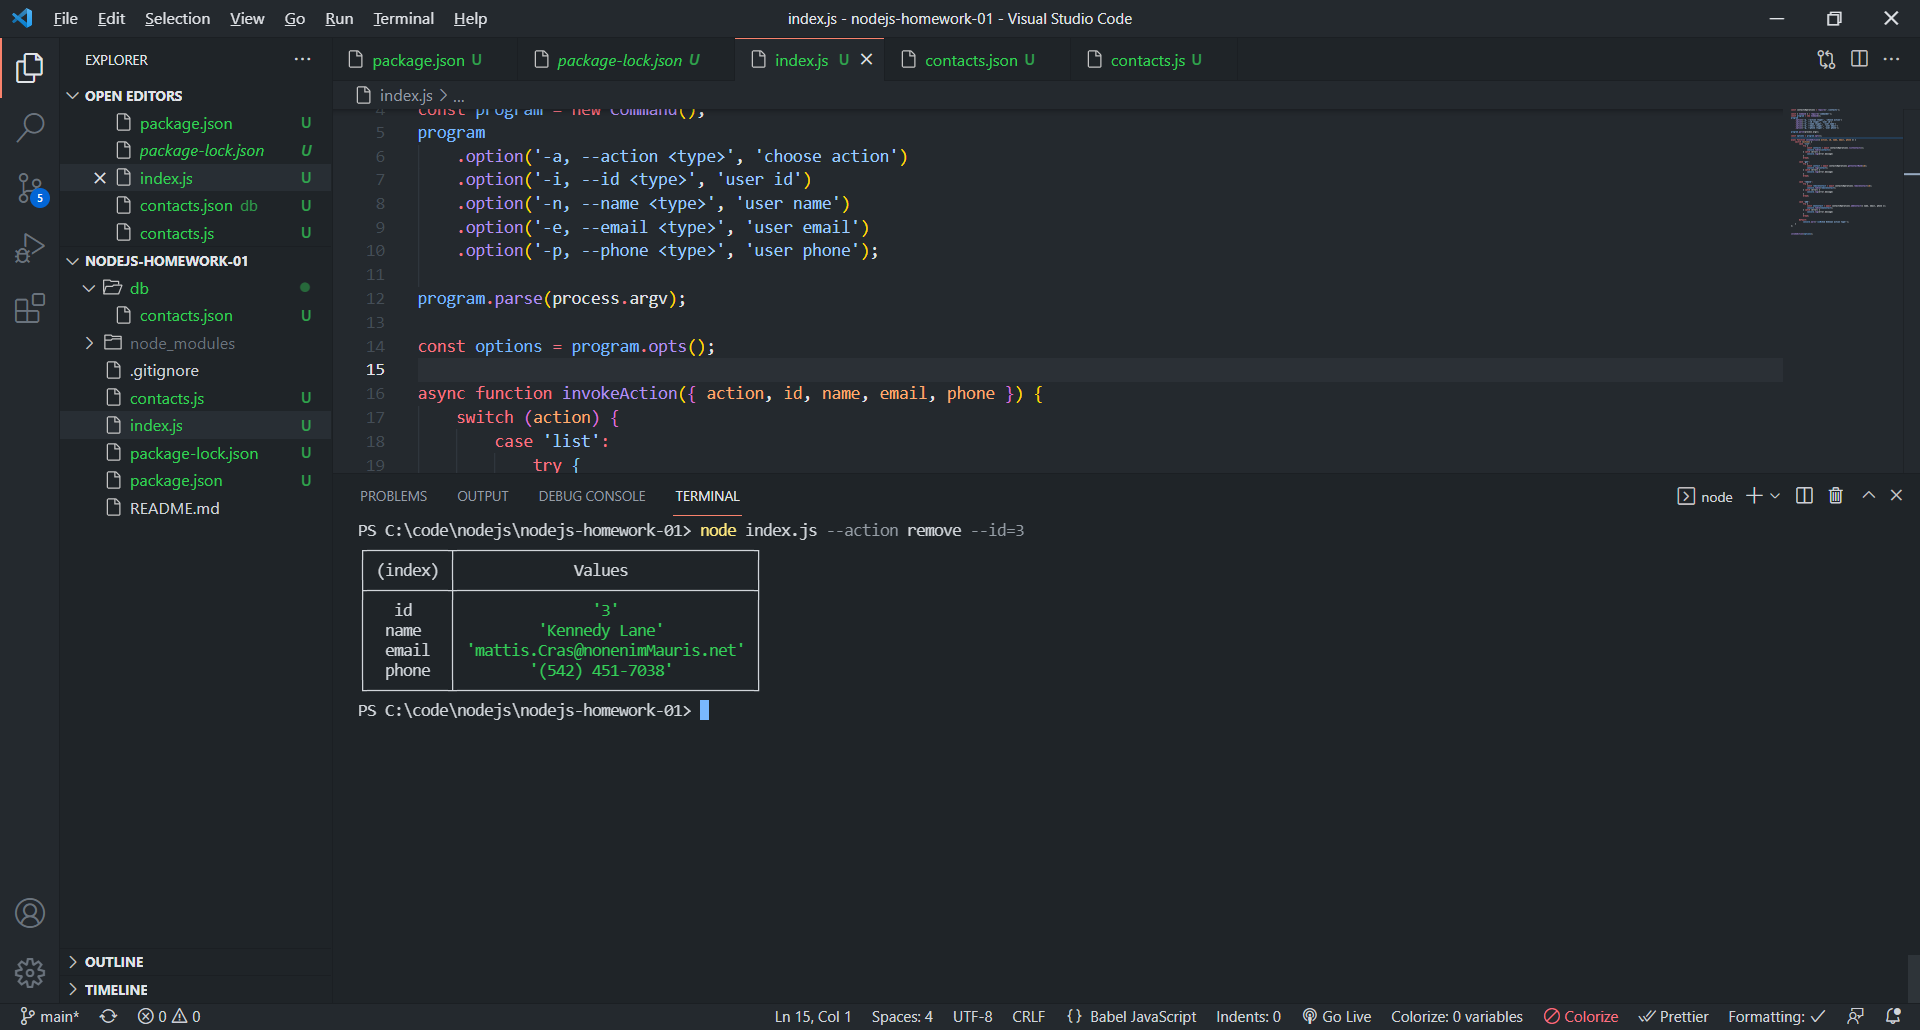 File Edit Selection View Go Run Terminal Help
index.js - nodejs-homework-01 - Visual Studio Code
EXPLORER
OPEN EDITORS
package.json U
package-lock.json U
index.js U
contacts.json db U
contacts.js U
NODEJS-HOMEWORK-01
db
contacts.json U
node_modules
.gitignore
contacts.js U
index.js U
package-lock.json U
package.json U
README.md
OUTLINE
TIMELINE
5
package.json U package-lock.json U index.js U contacts.json U contacts.js U
index.js > ...
4 const program = new Command();
5 program
6 .option('-a, --action <type>', 'choose action')
7 .option('-i, --id <type>', 'user id')
8 .option('-n, --name <type>', 'user name')
9 .option('-e, --email <type>', 'user email')
10 .option('-p, --phone <type>', 'user phone');
11
12 program.parse(process.argv);
13
14 const options = program.opts();
15
16 async function invokeAction({ action, id, name, email, phone }) {
17 switch (action) {
18 case 'list':
19 try {
PROBLEMS OUTPUT DEBUG CONSOLE TERMINAL node
PS C:\code\nodejs\nodejs-homework-01> node index.js --action remove --id=3
(index) Values
id '3'
name 'Kennedy Lane'
email 'mattis.Cras@nonenimMauris.net'
phone '(542) 451-7038'
PS C:\code\nodejs\nodejs-homework-01>
main* 0 0 Ln 15, Col 1 Spaces: 4 UTF-8 CRLF {} Babel JavaScript Indents: 0 Go Live Colorize: 0 variables Colorize Prettier Formatting: